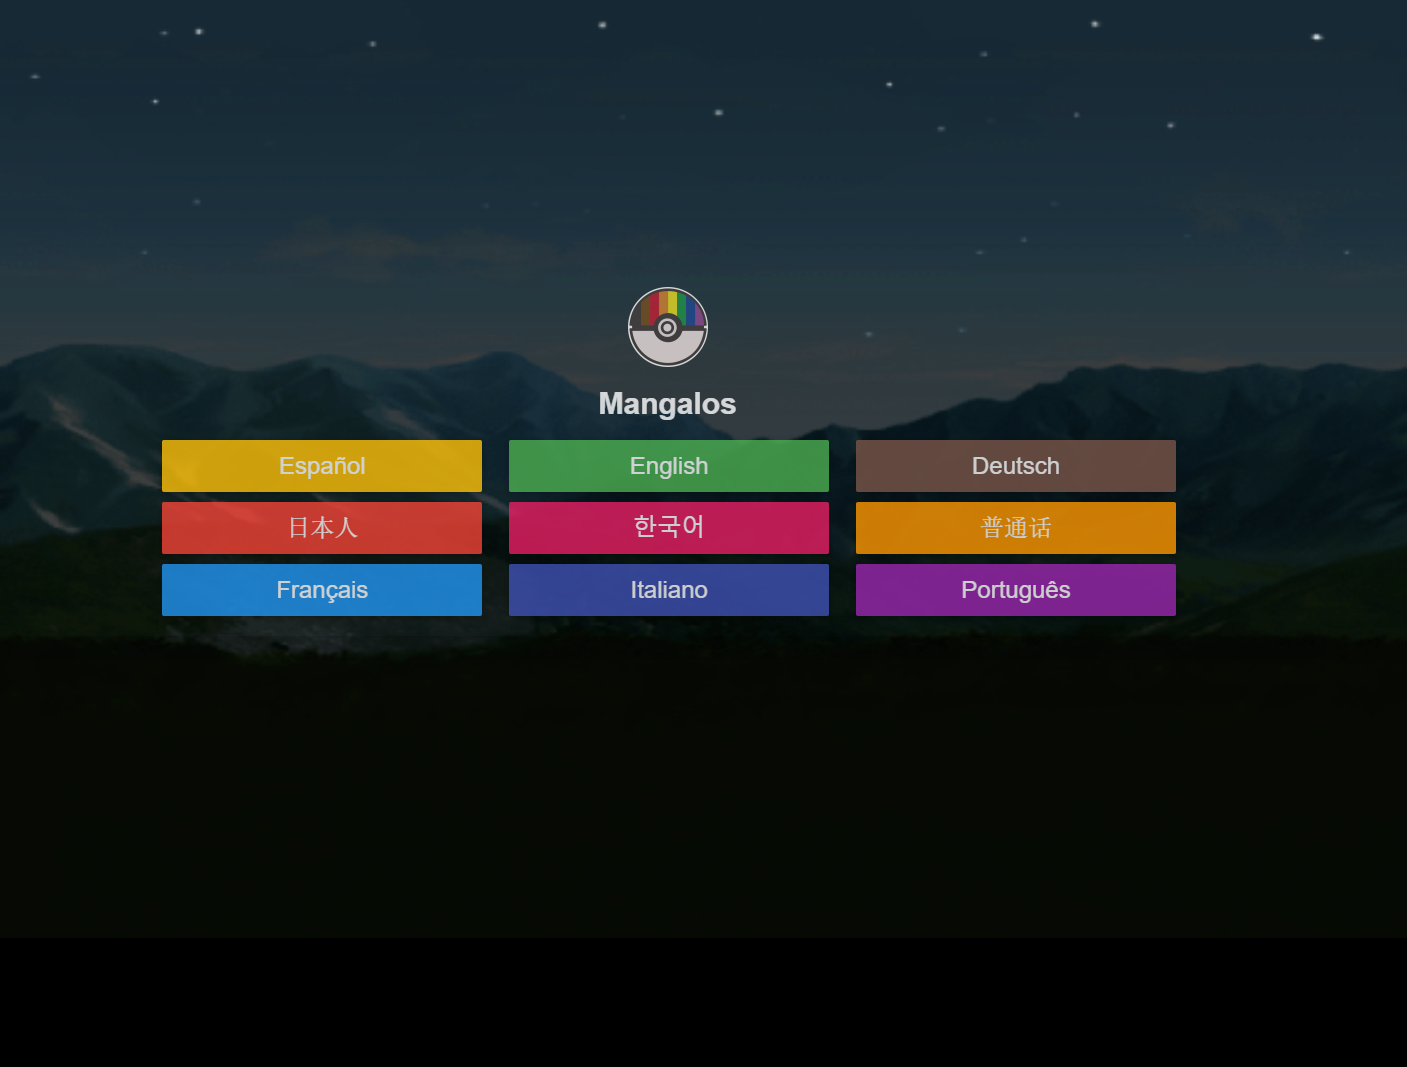 Mangalos
Español
English
Deutsch
日本人
한국어
普通话
Français
Italiano
Português